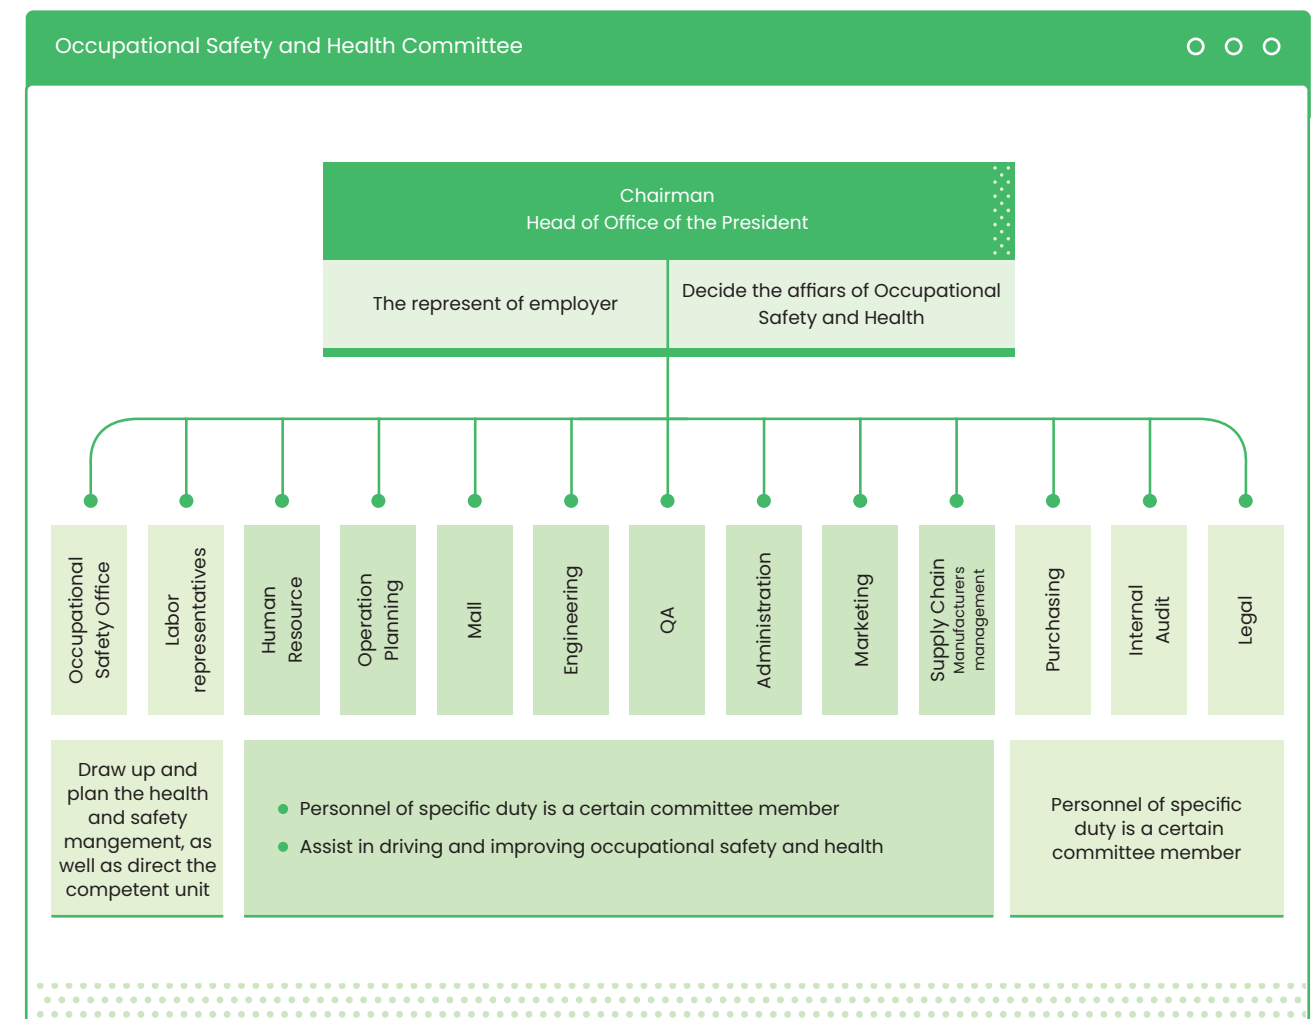 Occupational Safety and Health Committee
Chairman
Head of Office of the President
The represent of employer
Decide the affiars of Occupational
Safety and Health
Occupational
Safety Office
Labor
representatives
Human
Resource
Operation
Planning
Mall
Engineering
QA
Administration
Marketing
Supply Chain
Manufacturers
management
Purchasing
Internal
Audit
Legal
Draw up and
plan the health
and safety
mangement, as
well as direct the
competent unit
Personnel of specific duty is a certain committee member
Assist in driving and improving occupational safety and health
Personnel of specific
duty is a certain
committee member